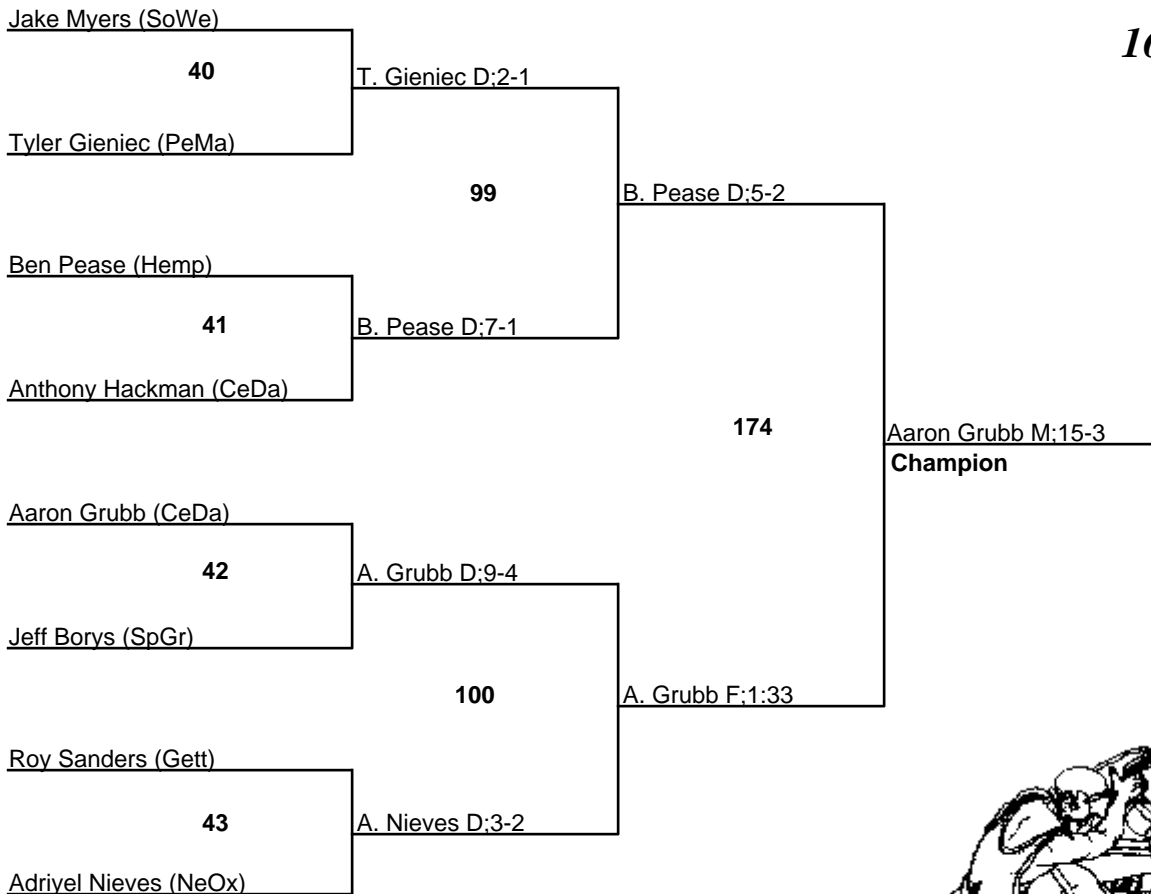 Jake Myers (SoWe)
40
T. Gieniec D;2-1
Tyler Gieniec (PeMa)
99
B. Pease D;5-2
Ben Pease (Hemp)
41
B. Pease D;7-1
Anthony Hackman (CeDa)
174
Aaron Grubb M;15-3
Champion
Aaron Grubb (CeDa)
42
A. Grubb D;9-4
Jeff Borys (SpGr)
100
A. Grubb F;1:33
Roy Sanders (Gett)
43
A. Nieves D;3-2
Adriyel Nieves (NeOx)